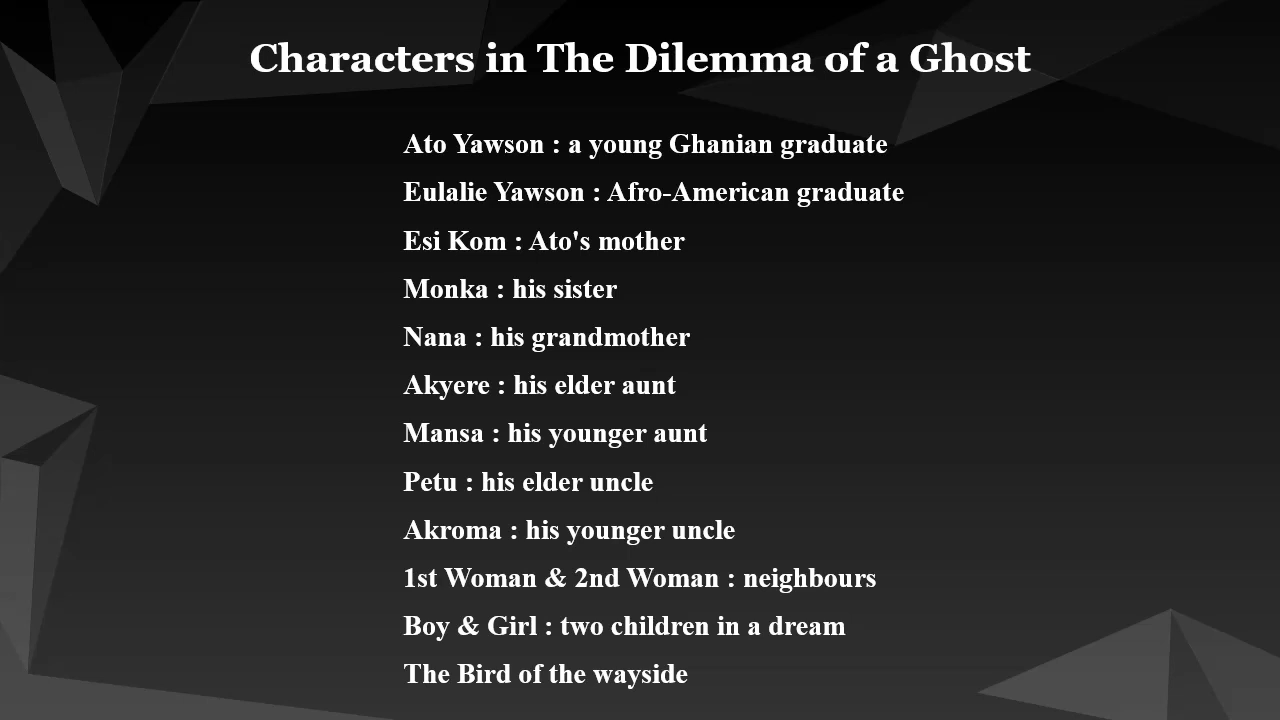 Characters in The Dilemma of a Ghost
Ato Yawson : a young Ghanian graduate
Eulalie Yawson : Afro-American graduate
Esi Kom : Ato's mother
Monka : his sister
Nana : his grandmother
Akyere : his elder aunt
Mansa : his younger aunt
Petu : his elder uncle
Akroma : his younger uncle
1st Woman & 2nd Woman : neighbours
Boy & Girl : two children in a dream
The Bird of the wayside